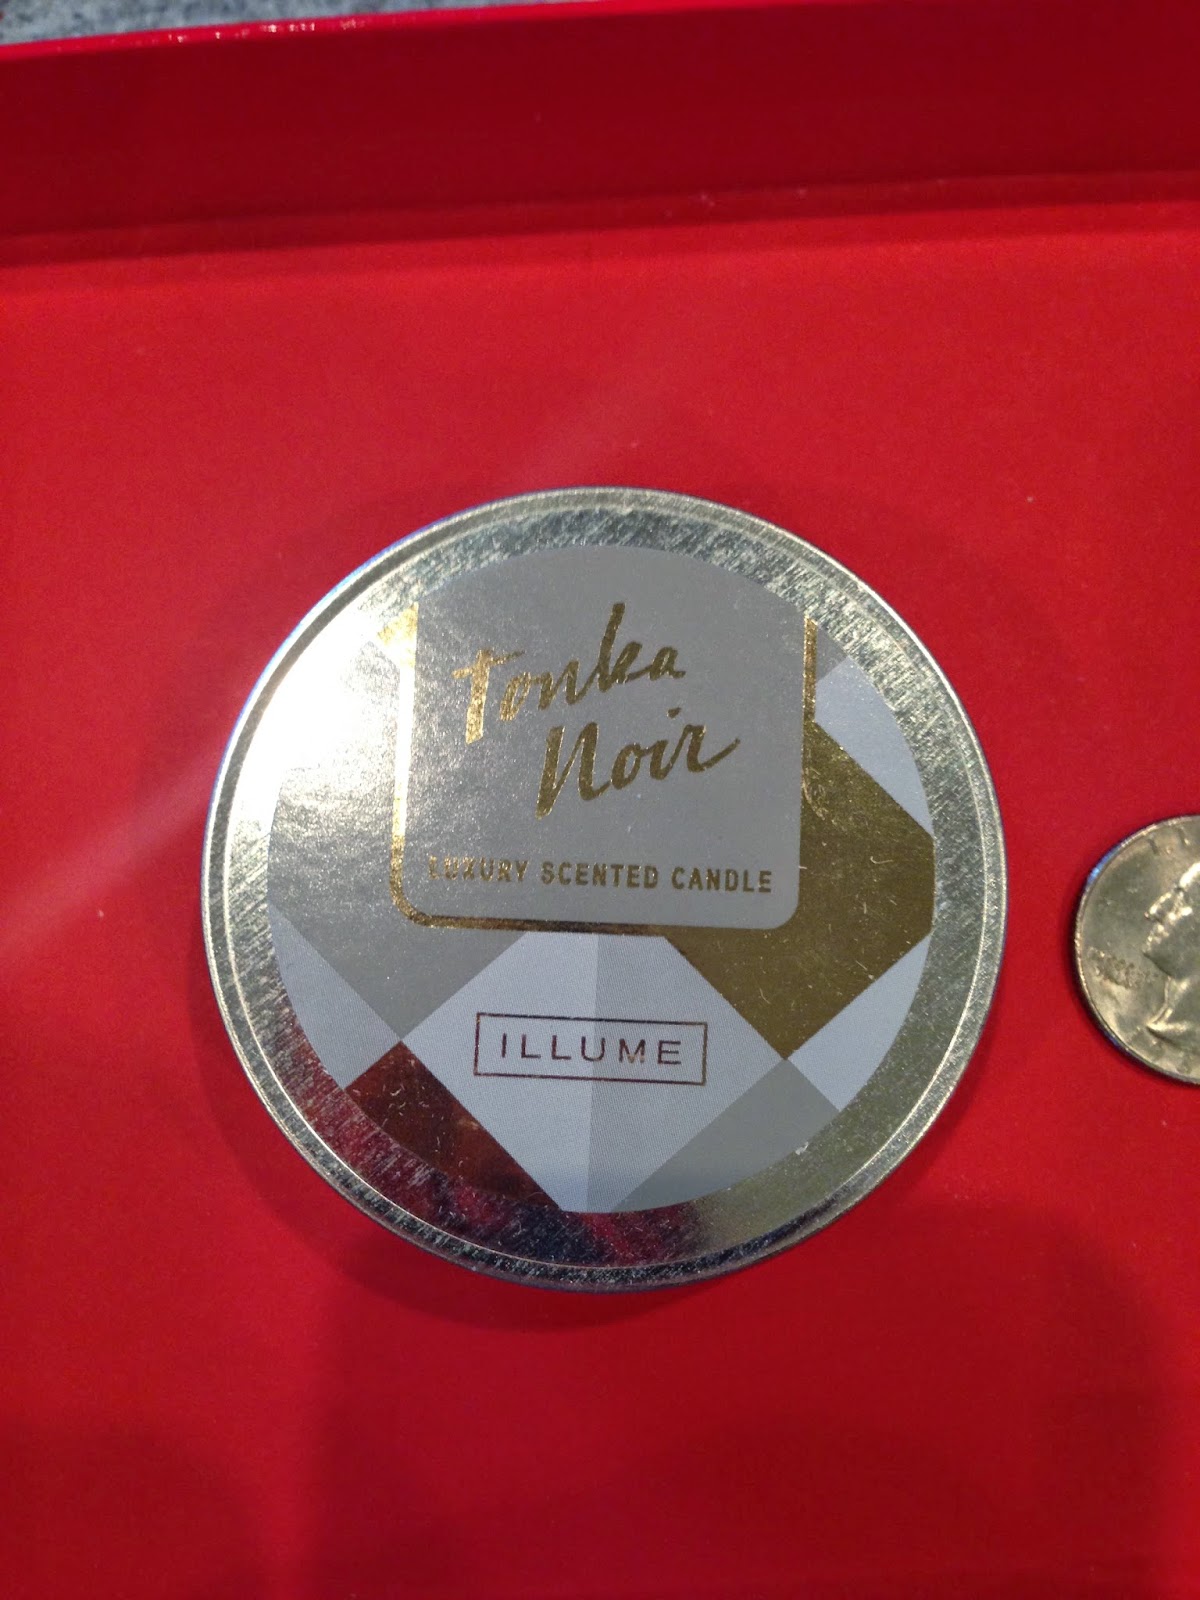 Tonka
Noir
LUXURY SCENTED CANDLE
ILLUME